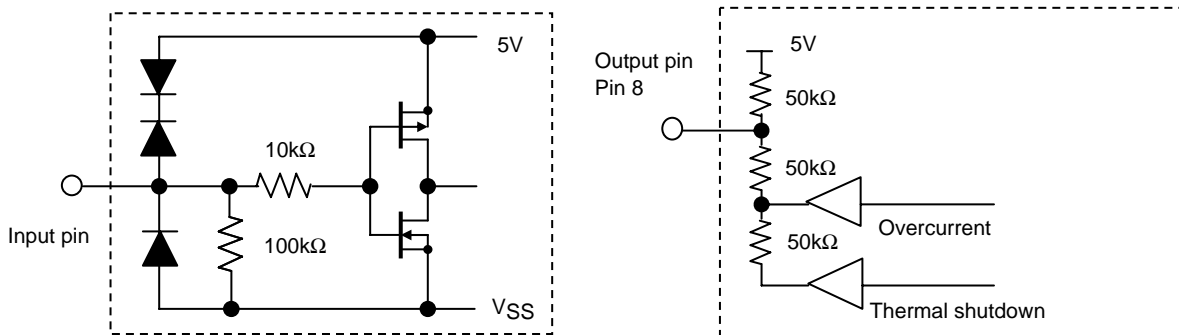 5V
10kΩ
Input pin
100kΩ
VSS
Output pin
Pin 8
5V
50kΩ
50kΩ
Overcurrent
50kΩ
Thermal shutdown